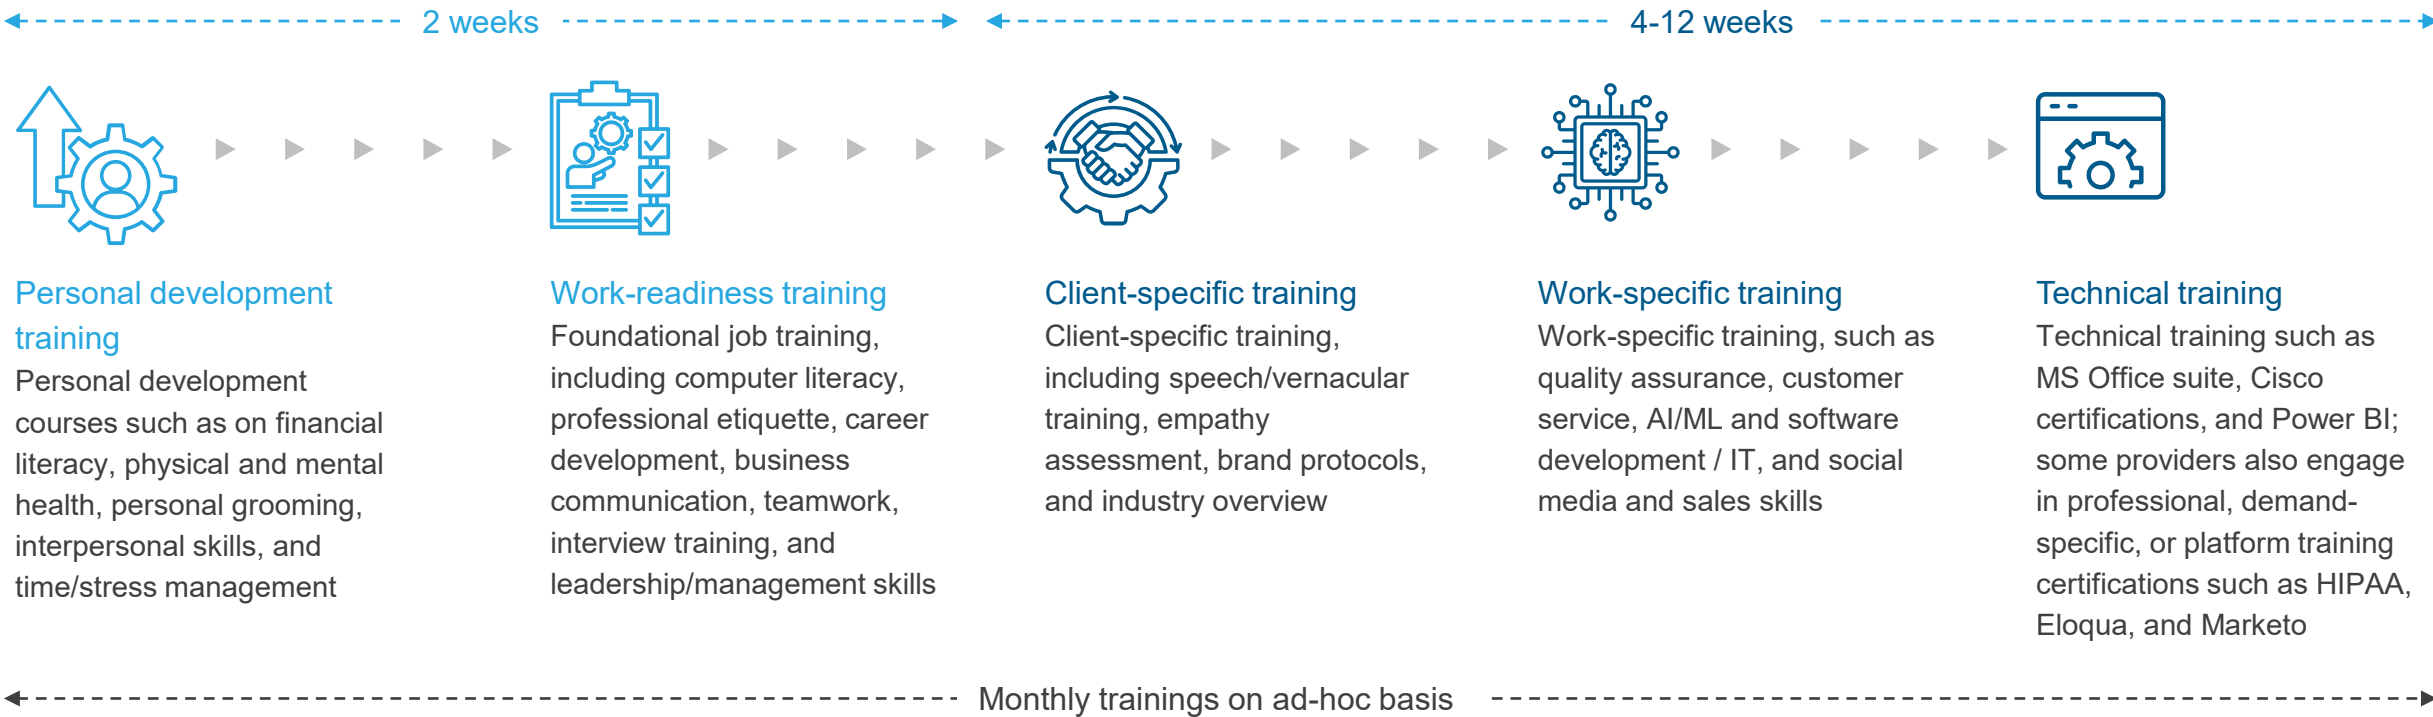 2 weeks
4-12 weeks
Personal development
training
Personal development
courses such as on financial
literacy, physical and mental
health, personal grooming,
interpersonal skills, and
time/stress management
Work-readiness training
Foundational job training,
including computer literacy,
professional etiquette, career
development, business
communication, teamwork,
interview training, and
leadership/management skills
Client-specific training
Client-specific training,
including speech/vernacular
training, empathy
assessment, brand protocols,
and industry overview
Work-specific training
Work-specific training, such as
quality assurance, customer
service, AI/ML and software
development / IT, and social
media and sales skills
Technical training
Technical training such as
MS Office suite, Cisco
certifications, and Power BI;
some providers also engage
in professional, demand-
specific, or platform training
certifications such as HIPAA,
Eloqua, and Marketo
Monthly trainings on ad-hoc basis